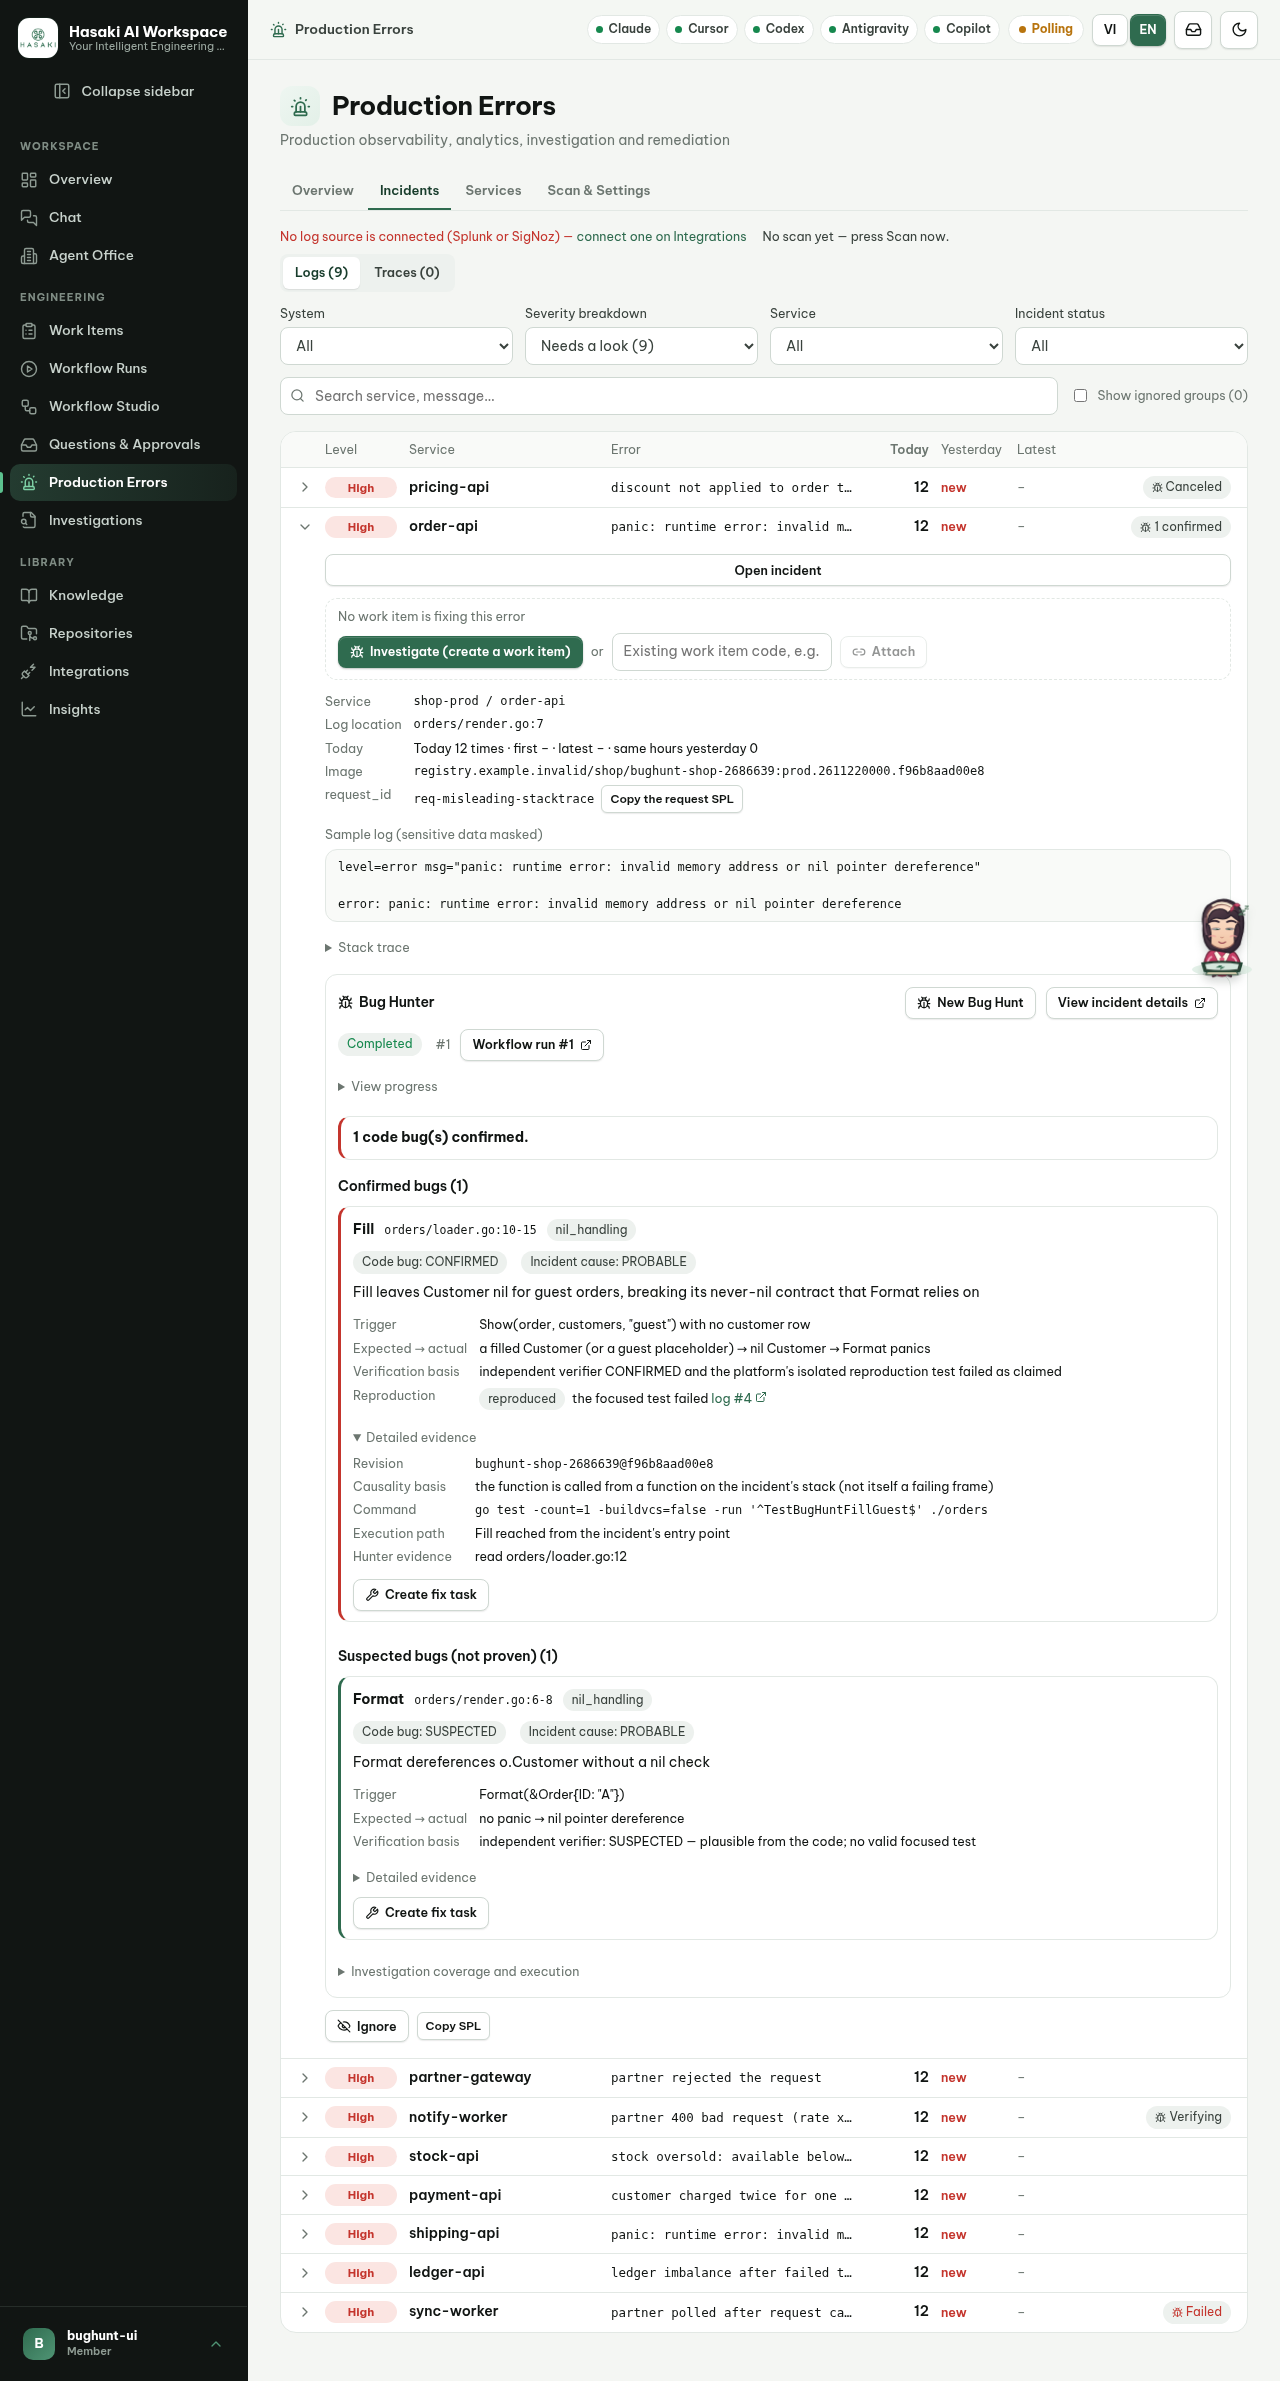 Hasaki AI Workspace
Your Intelligent Engineering ...
HASAKI
Collapse sidebar
WORKSPACE
Overview
Chat
Agent Office
ENGINEERING
Work Items
Workflow Runs
Workflow Studio
Questions & Approvals
Production Errors
Investigations
LIBRARY
Knowledge
Repositories
Integrations
Insights
B
bughunt-ui
Member
Production Errors
Claude
Cursor
Codex
Antigravity
Copilot
Polling
VI
EN
Production Errors
Production observability, analytics, investigation and remediation
Overview
Incidents
Services
Scan & Settings
No log source is connected (Splunk or SigNoz) — connect one on Integrations
No scan yet — press Scan now.
Logs (9)
Traces (0)
System
Severity breakdown
Service
Incident status
All
Needs a look (9)
All
All
Search service, message...
Show ignored groups (0)
Level Service Error Today Yesterday Latest
High pricing-api discount not applied to order t… 12 new – Canceled
High order-api panic: runtime error: invalid m… 12 new – 1 confirmed
Open incident
No work item is fixing this error
Investigate (create a work item) or Existing work item code, e.g. Attach
Service shop-prod / order-api
Log location orders/render.go:7
Today Today 12 times · first – · latest – · same hours yesterday 0
Image registry.example.invalid/shop/bughunt-shop-2686639:prod.2611220000.f96b8aad00e8
request_id req-misleading-stacktrace Copy the request SPL
Sample log (sensitive data masked)
level=error msg="panic: runtime error: invalid memory address or nil pointer dereference"
error: panic: runtime error: invalid memory address or nil pointer dereference
Stack trace
Bug Hunter
New Bug Hunt
View incident details
Completed #1 Workflow run #1
View progress
1 code bug(s) confirmed.
Confirmed bugs (1)
Fill orders/loader.go:10-15 nil_handling
Code bug: CONFIRMED Incident cause: PROBABLE
Fill leaves Customer nil for guest orders, breaking its never-nil contract that Format relies on
Trigger Show(order, customers, "guest") with no customer row
Expected → actual a filled Customer (or a guest placeholder) → nil Customer → Format panics
Verification basis independent verifier CONFIRMED and the platform's isolated reproduction test failed as claimed
Reproduction reproduced the focused test failed log #4
Detailed evidence
Revision bughunt-shop-2686639@f96b8aad00e8
Causality basis the function is called from a function on the incident's stack (not itself a failing frame)
Command go test -count=1 -buildvcs=false -run '^TestBugHuntFillGuest$' ./orders
Execution path Fill reached from the incident's entry point
Hunter evidence read orders/loader.go:12
Create fix task
Suspected bugs (not proven) (1)
Format orders/render.go:6-8 nil_handling
Code bug: SUSPECTED Incident cause: PROBABLE
Format dereferences o.Customer without a nil check
Trigger Format(&Order{ID: "A"})
Expected → actual no panic → nil pointer dereference
Verification basis independent verifier: SUSPECTED — plausible from the code; no valid focused test
Detailed evidence
Create fix task
Investigation coverage and execution
Ignore Copy SPL
High partner-gateway partner rejected the request 12 new –
High notify-worker partner 400 bad request (rate x… 12 new – Verifying
High stock-api stock oversold: available below… 12 new –
High payment-api customer charged twice for one … 12 new –
High shipping-api panic: runtime error: invalid m… 12 new –
High ledger-api ledger imbalance after failed t… 12 new –
High sync-worker partner polled after request ca… 12 new – Failed